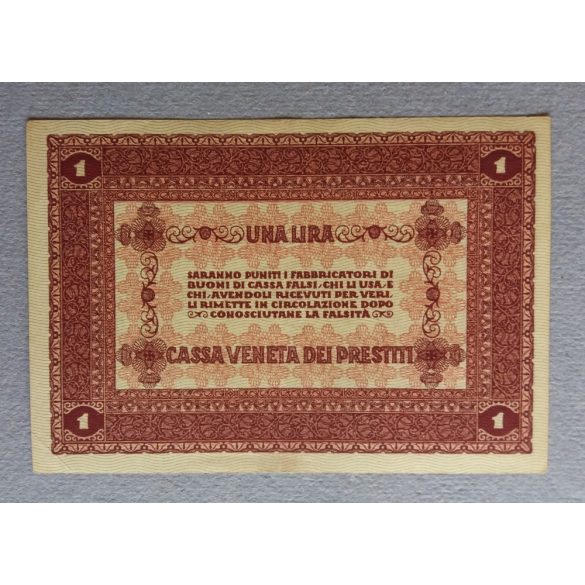 1 1
UNA LIRA
SARANNO PUNITI I FABBRICATORI DI
BUONI DI CASSA FALSI, CHI LI USA, E
CHI, AVENDOLI RICEVUTI PER VERI,
LI RIMETTE IN CIRCOLAZIONE DOPO
CONOSCIUTANE LA FALSITÀ
CASSA VENETA DEI PRESTITI
1 1